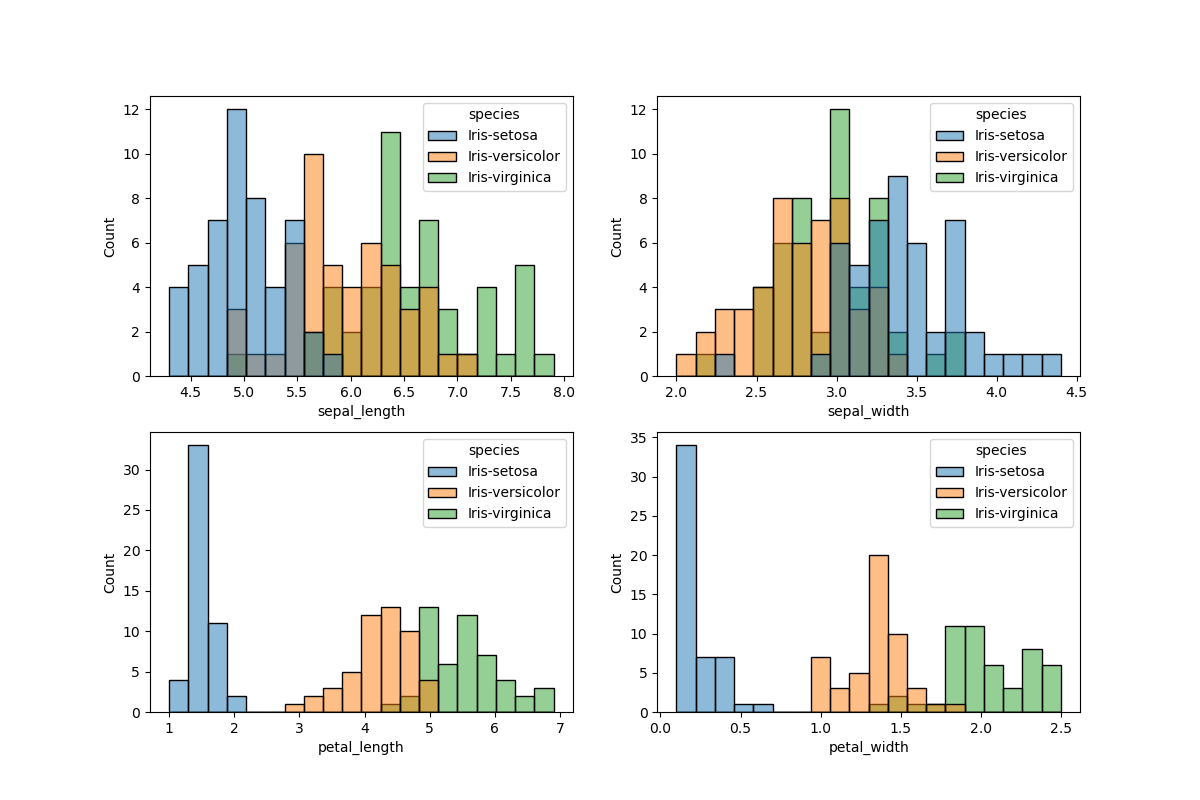 species
Iris-setosa
Iris-versicolor
Iris-virginica
12
10
8
6
4
2
0
Count
4.5 5.0 5.5 6.0 6.5 7.0 7.5 8.0
sepal_length
species
Iris-setosa
Iris-versicolor
Iris-virginica
12
10
8
6
4
2
0
Count
2.0 2.5 3.0 3.5 4.0 4.5
sepal_width
species
Iris-setosa
Iris-versicolor
Iris-virginica
30
25
20
15
10
5
0
Count
1 2 3 4 5 6 7
petal_length
species
Iris-setosa
Iris-versicolor
Iris-virginica
35
30
25
20
15
10
5
0
Count
0.0 0.5 1.0 1.5 2.0 2.5
petal_width